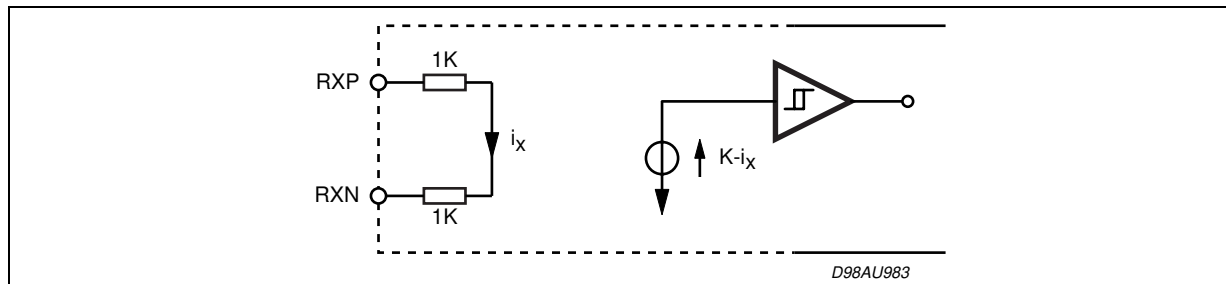 1K
RXP
iX
K-iX
RXN
1K
D98AU983